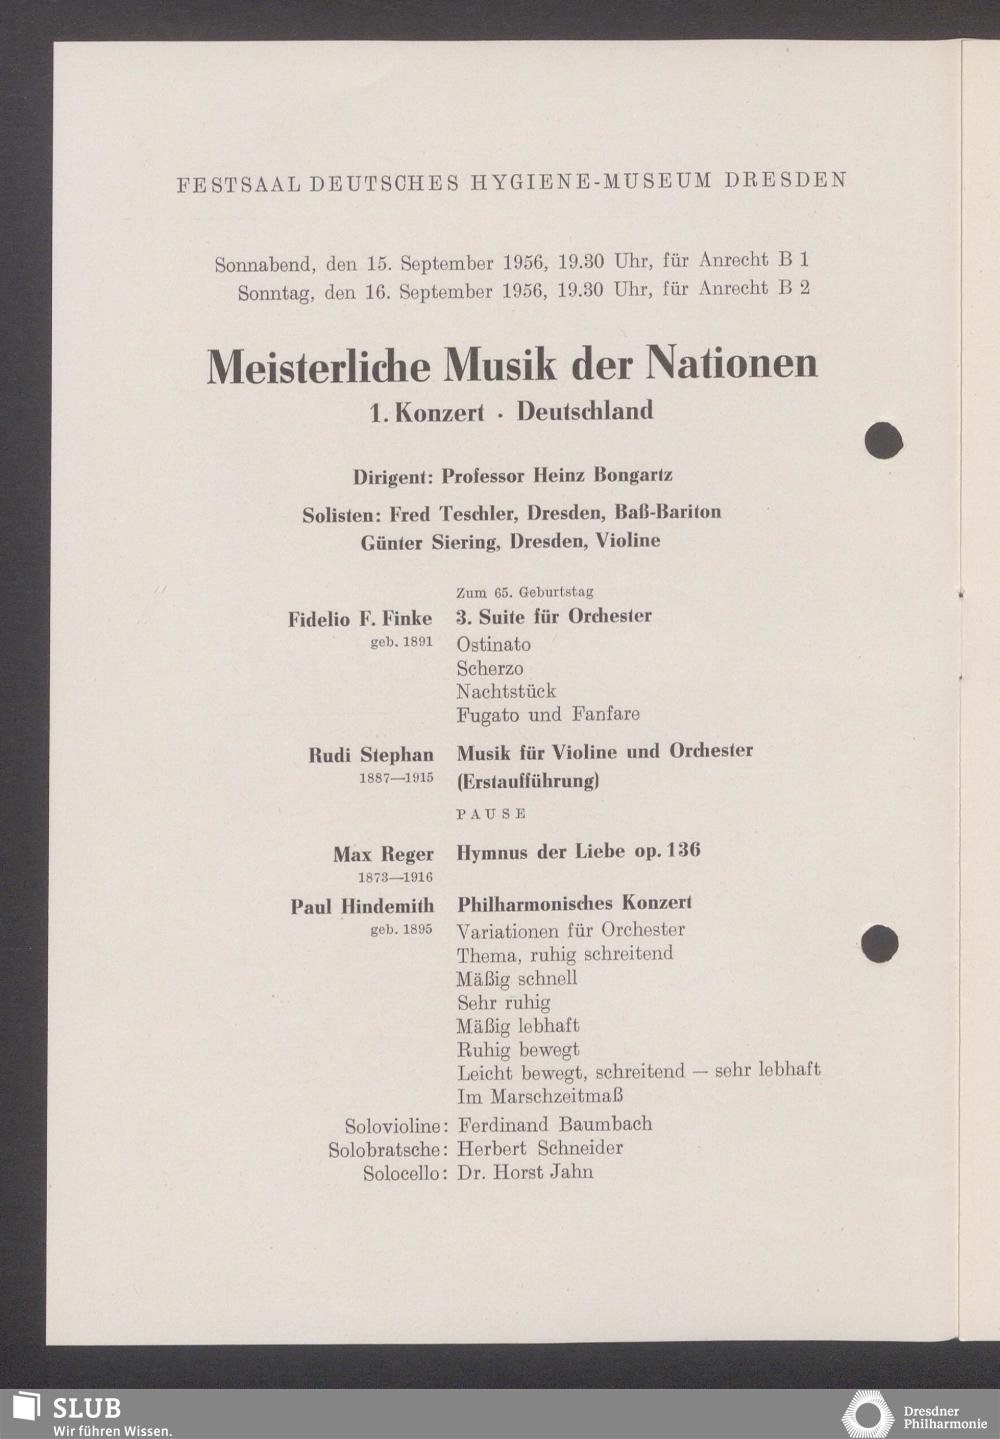 FESTSAAL DEUTSCHES HYGIENE-MUSEUM DRESDEN
Sonnabend, den 15. September 1956, 19.30 Uhr, für Anrecht B 1
Sonntag, den 16. September 1956, 19.30 Uhr, für Anrecht B 2
Meisterliche Musik der Nationen
1. Konzert · Deutschland
Dirigent: Professor Heinz Bongartz
Solisten: Fred Teschler, Dresden, Baß-Bariton
Günter Siering, Dresden, Violine
Zum 65. Geburtstag
Fidelio F. Finke 3. Suite für Orchester
geb. 1891 Ostinato
Scherzo
Nachtstück
Fugato und Fanfare
Rudi Stephan Musik für Violine und Orchester
1887—1915 (Erstaufführung)
PAUSE
Max Reger Hymnus der Liebe op. 136
1873—1916
Paul Hindemith Philharmonisches Konzert
geb. 1895 Variationen für Orchester
Thema, ruhig schreitend
Mäßig schnell
Sehr ruhig
Mäßig lebhaft
Ruhig bewegt
Leicht bewegt, schreitend — sehr lebhaft
Im Marschzeitmaß
Solovioline: Ferdinand Baumbach
Solobratsche: Herbert Schneider
Solocello: Dr. Horst Jahn
SLUB
Wir führen Wissen.
Dresdner
Philharmonie